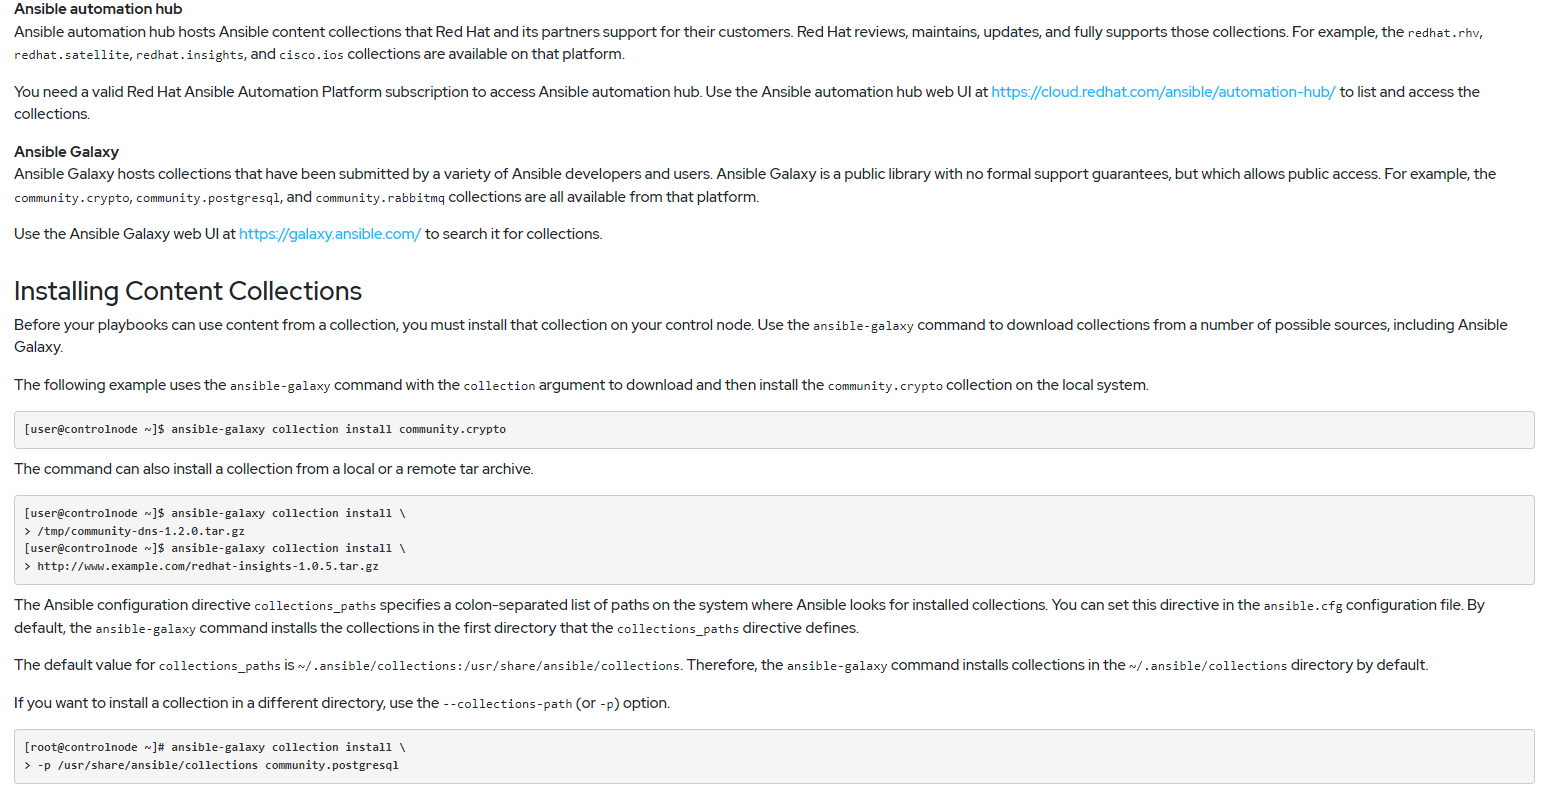 Ansible automation hub
Ansible automation hub hosts Ansible content collections that Red Hat and its partners support for their customers. Red Hat reviews, maintains, updates, and fully supports those collections. For example, the redhat.rhv,
redhat.satellite, redhat.insights, and cisco.ios collections are available on that platform.
You need a valid Red Hat Ansible Automation Platform subscription to access Ansible automation hub. Use the Ansible automation hub web UI at https://cloud.redhat.com/ansible/automation-hub/ to list and access the
collections.
Ansible Galaxy
Ansible Galaxy hosts collections that have been submitted by a variety of Ansible developers and users. Ansible Galaxy is a public library with no formal support guarantees, but which allows public access. For example, the
community.crypto, community.postgresql, and community.rabbitmq collections are all available from that platform.
Use the Ansible Galaxy web UI at https://galaxy.ansible.com/ to search it for collections.
Installing Content Collections
Before your playbooks can use content from a collection, you must install that collection on your control node. Use the ansible-galaxy command to download collections from a number of possible sources, including Ansible
Galaxy.
The following example uses the ansible-galaxy command with the collection argument to download and then install the community.crypto collection on the local system.
[user@controlnode ~]$ ansible-galaxy collection install community.crypto
The command can also install a collection from a local or a remote tar archive.
[user@controlnode ~]$ ansible-galaxy collection install \
> /tmp/community-dns-1.2.0.tar.gz
[user@controlnode ~]$ ansible-galaxy collection install \
> http://www.example.com/redhat-insights-1.0.5.tar.gz
The Ansible configuration directive collections_paths specifies a colon-separated list of paths on the system where Ansible looks for installed collections. You can set this directive in the ansible.cfg configuration file. By
default, the ansible-galaxy command installs the collections in the first directory that the collections_paths directive defines.
The default value for collections_paths is ~/.ansible/collections:/usr/share/ansible/collections. Therefore, the ansible-galaxy command installs collections in the ~/.ansible/collections directory by default.
If you want to install a collection in a different directory, use the --collections-path (or -p) option.
[root@controlnode ~]# ansible-galaxy collection install \
> -p /usr/share/ansible/collections community.postgresql